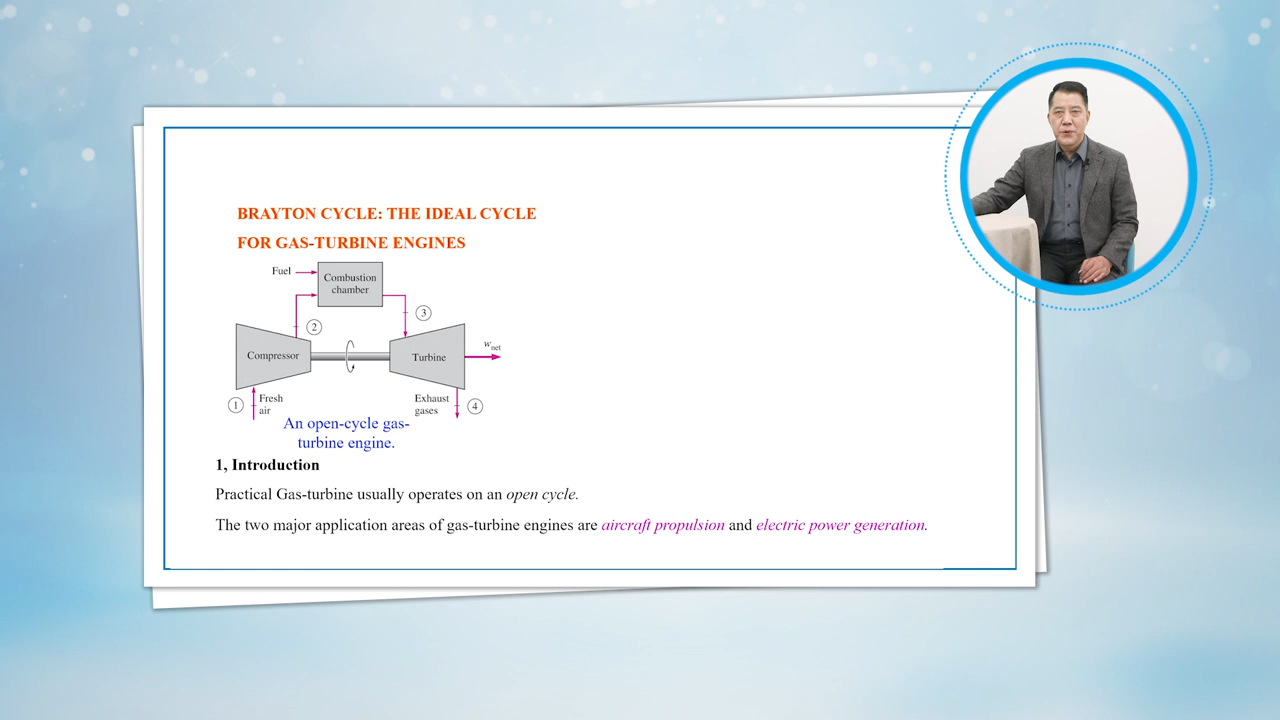 BRAYTON CYCLE: THE IDEAL CYCLE
FOR GAS-TURBINE ENGINES
Fuel
Combustion
chamber
2
3
Compressor
Turbine
wnet
1
Fresh
air
Exhaust
gases
4
An open-cycle gas-
turbine engine.
1, Introduction
Practical Gas-turbine usually operates on an open cycle.
The two major application areas of gas-turbine engines are aircraft propulsion and electric power generation.